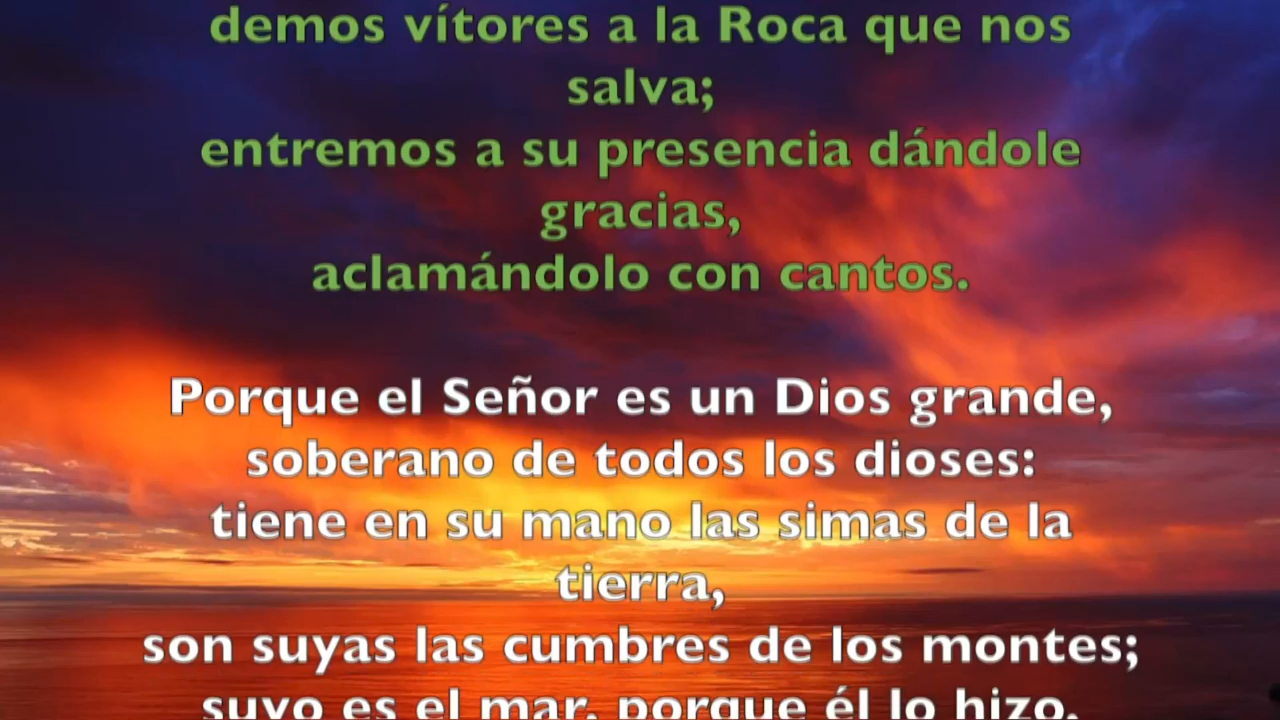 demos vítores a la Roca que nos
salva;
entremos a su presencia dándole
gracias,
aclamándolo con cantos.
Porque el Señor es un Dios grande,
soberano de todos los dioses:
tiene en su mano las simas de la
tierra,
son suyas las cumbres de los montes;
suyo es el mar, porque él lo hizo,